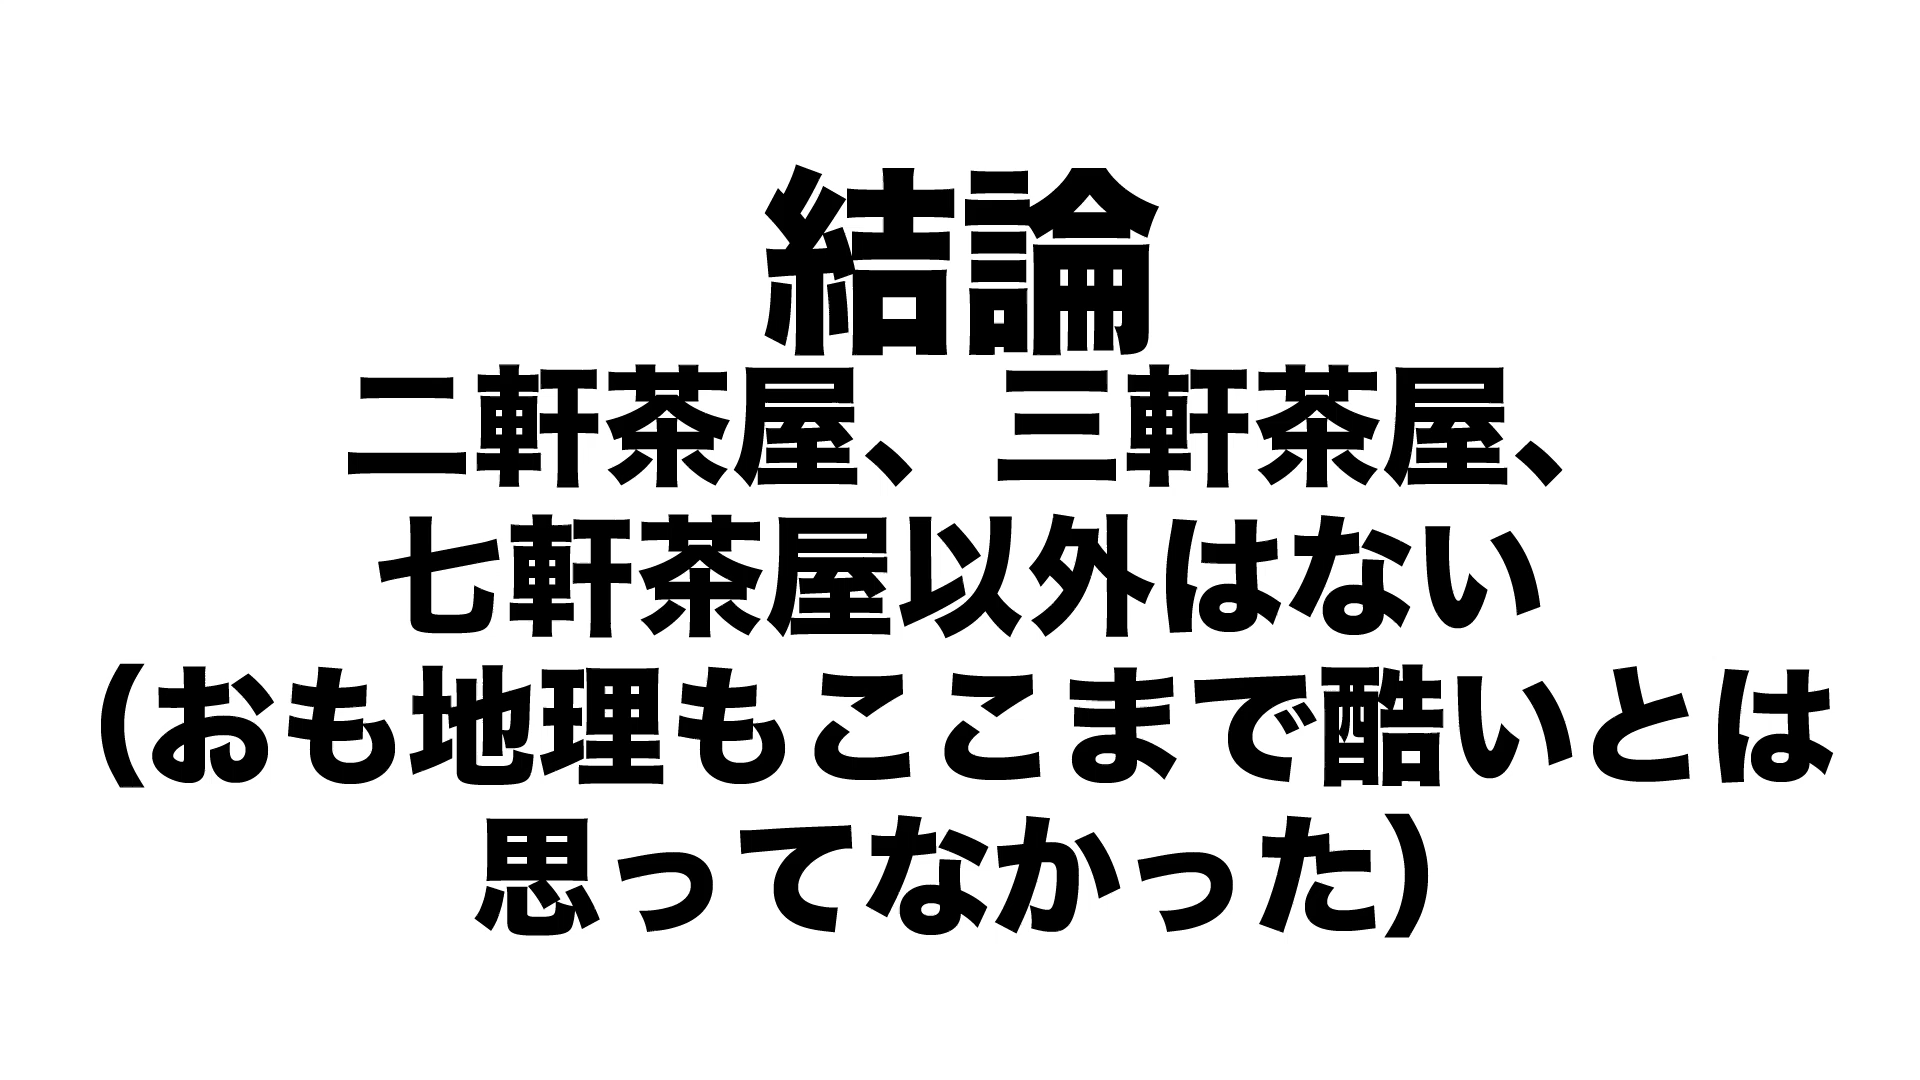 結論
二軒茶屋、三軒茶屋、
七軒茶屋以外はない
（おも地理もここまで酷いとは
思ってなかった）